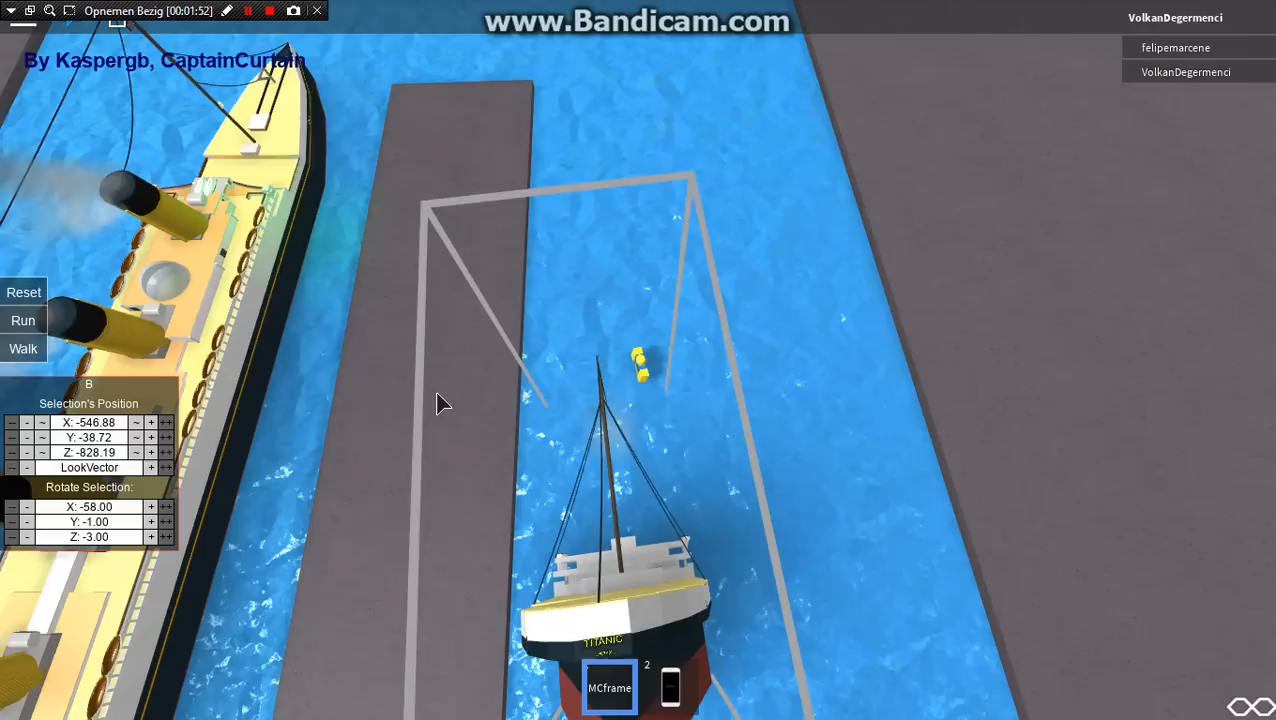 Opnemen Bezig [00:01:52]
www.Bandicam.com
VolkanDegermenci
felipemarcene
VolkanDegermenci
By Kaspergb, CaptainCurtain
Reset
Run
Walk
B
Selection's Position
-- - ~ X: -546.88 ~ + ++
-- - ~ Y: -38.72 ~ + ++
-- - ~ Z: -828.19 ~ + ++
-- - LookVector + ++
Rotate Selection:
-- - X: -58.00 + ++
-- - Y: -1.00 + ++
-- - Z: -3.00 + ++
TITANIC
MCframe
2